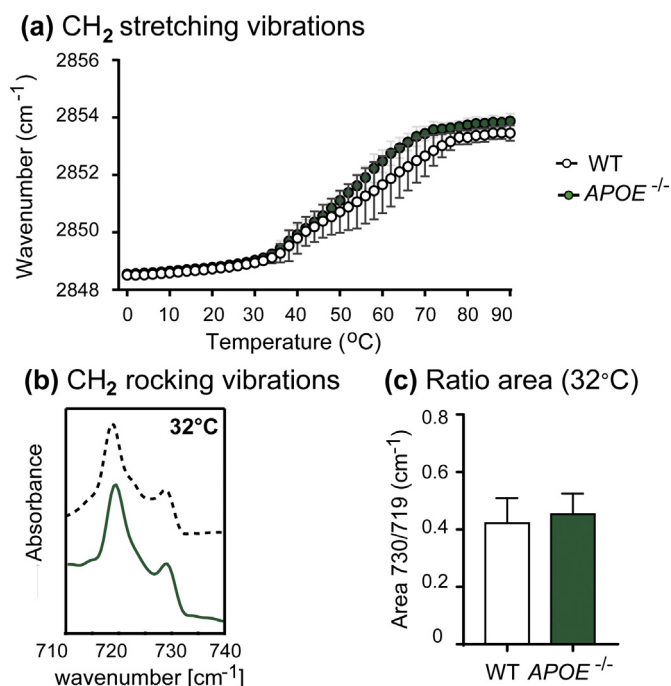 (a) CH₂ stretching vibrations
Wavenumber (cm⁻¹)
2856
2854
2852
2850
2848
0 10 20 30 40 50 60 70 80 90
Temperature (ºC)
WT
APOE -/-
(b) CH₂ rocking vibrations
32°C
Absorbance
710 720 730 740
wavenumber [cm⁻¹]
(c) Ratio area (32°C)
Area 730/719 (cm⁻¹)
0.8
0.6
0.4
0.2
0
WT APOE -/-